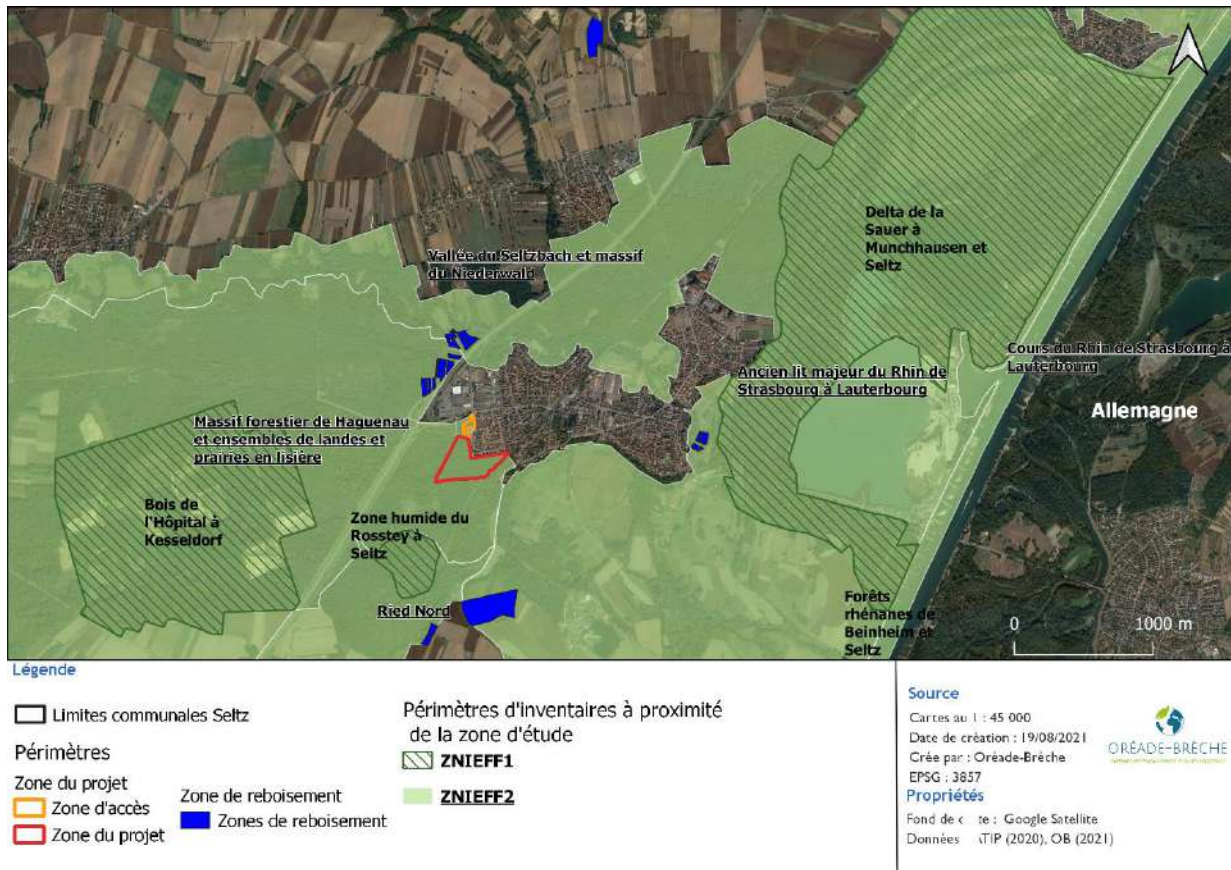 Vallée du Seltzbach et massif
du Niederwald
Delta de la
Sauer à
Munchhausen et
Seltz
Cours du Rhin de Strasbourg à
Lauterbourg
Ancien lit majeur du Rhin de
Strasbourg à Lauterbourg
Allemagne
Massif forestier de Haguenau
et ensembles de landes et
prairies en lisière
Bois de
l'Hôpital à
Kesseldorf
Zone humide du
Rosstey à
Seltz
Ried Nord
Forêts
rhénanes de
Beinheim et
Seltz
0 1000 m
Légende
Limites communales Seltz
Périmètres
Zone du projet
Zone d'accès
Zone du projet
Zone de reboisement
Zones de reboisement
Périmètres d'inventaires à proximité
de la zone d'étude
ZNIEFF1
ZNIEFF2
Source
Cartes au 1 : 45 000
Date de création : 19/08/2021
Crée par : Oréade-Brèche
EPSG : 3857
Propriétés
Fond de c te : Google Satellite
Données TIP (2020), OB (2021)
ORÉADE-BRÈCHE